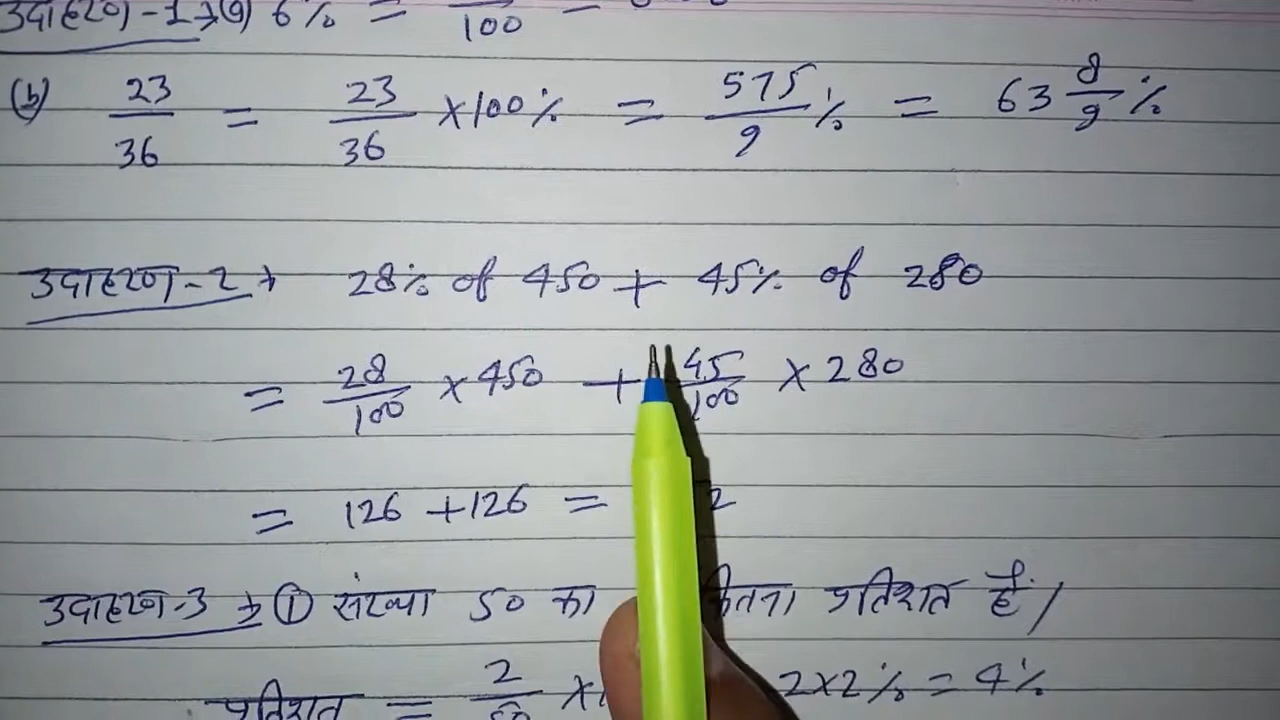 उदाहरण-1→(a) 6% = /100 =
(b) 23/36 = 23/36 ×100% = 575/9 % = 63 8/9 %
उदाहरण-2→ 28% of 450 + 45% of 280
= 28/100 ×450 + 45/100 × 280
= 126 +126 = 2
उदाहरण-3 → ① संख्या 50 का कितना प्रतिशत है।
प्रतिशत = 2/50 × 2×2% = 4%